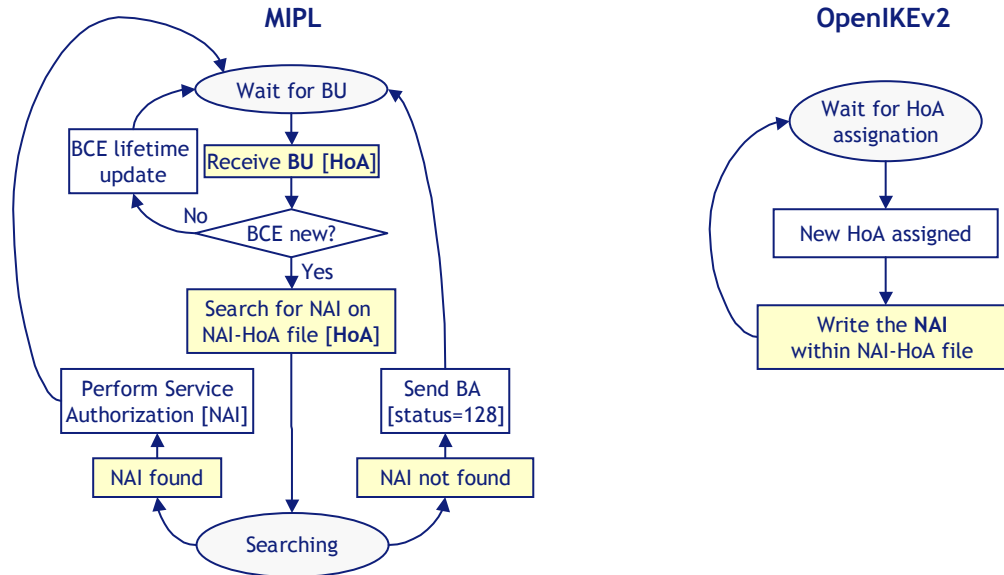 MIPL
Wait for BU
BCE lifetime
update
Receive BU [HoA]
No
BCE new?
Yes
Search for NAI on
NAI-HoA file [HoA]
Perform Service
Authorization [NAI]
Send BA
[status=128]
NAI found
NAI not found
Searching
OpenIKEv2
Wait for HoA
assignation
New HoA assigned
Write the NAI
within NAI-HoA file